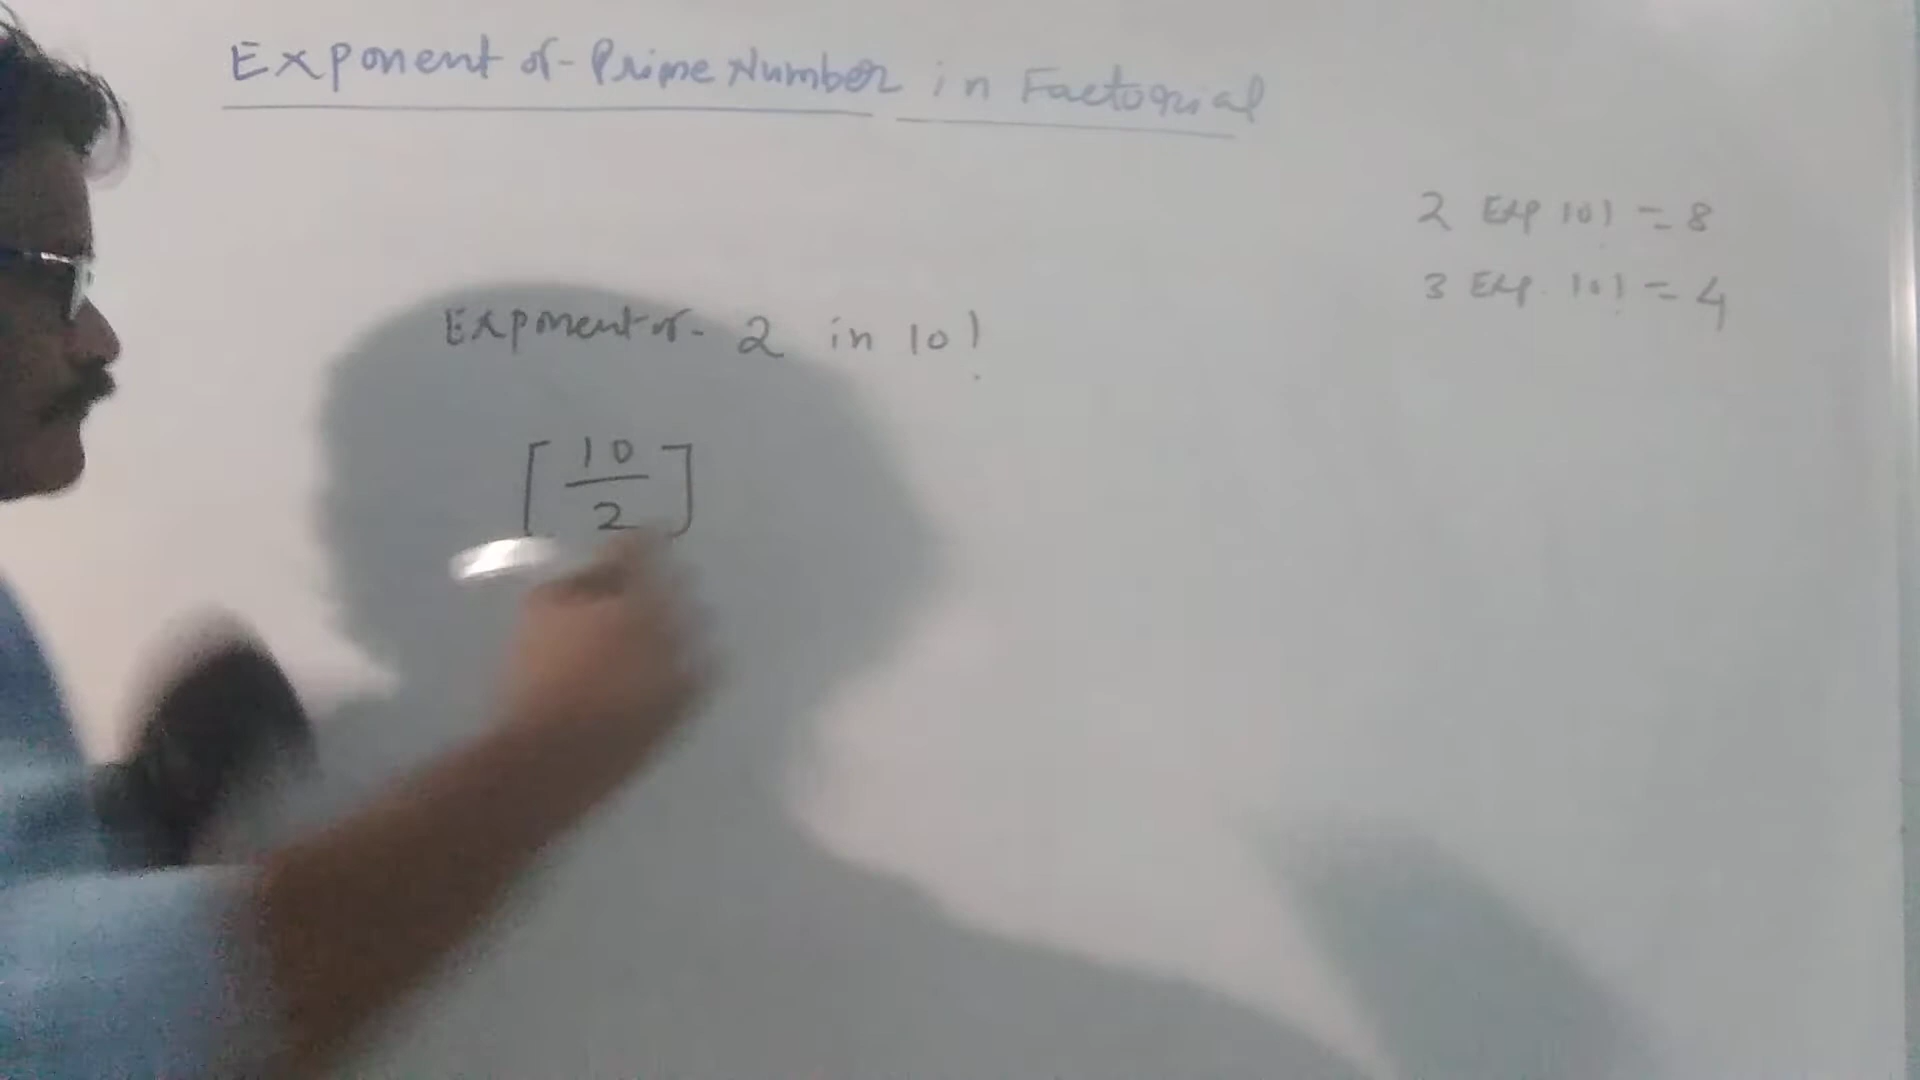 Exponent of Prime Number in Factorial
2 Exp 10! = 8
3 Exp. 10! = 4
Exponent of 2 in 10!
[10/2]